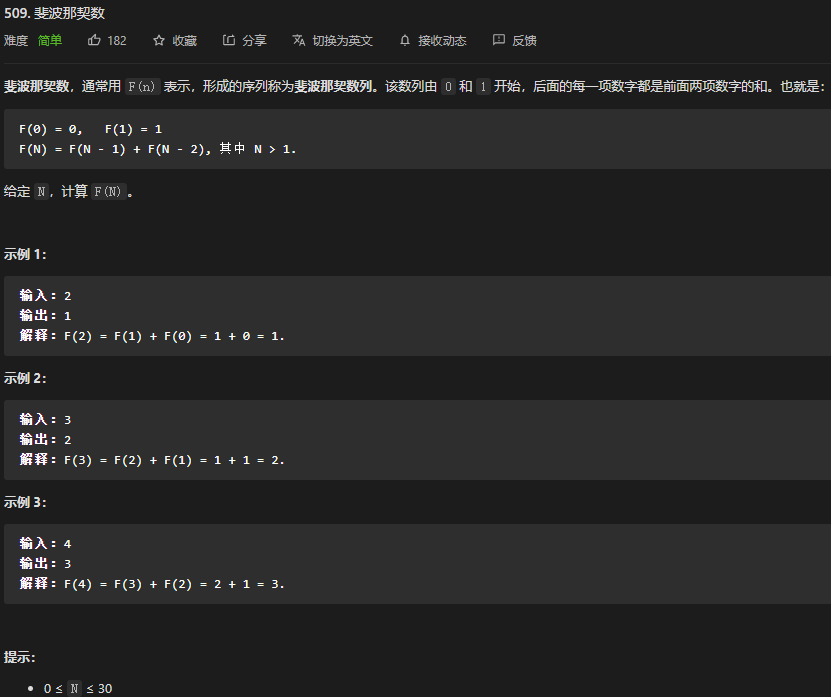 509. 斐波那契数
难度 简单 182 收藏 分享 切换为英文 接收动态 反馈
斐波那契数，通常用 F(n) 表示，形成的序列称为斐波那契数列。该数列由 0 和 1 开始，后面的每一项数字都是前面两项数字的和。也就是：
F(0) = 0,   F(1) = 1
F(N) = F(N - 1) + F(N - 2), 其中 N > 1.
给定 N，计算 F(N)。
示例 1：
输入：2
输出：1
解释：F(2) = F(1) + F(0) = 1 + 0 = 1.
示例 2：
输入：3
输出：2
解释：F(3) = F(2) + F(1) = 1 + 1 = 2.
示例 3：
输入：4
输出：3
解释：F(4) = F(3) + F(2) = 2 + 1 = 3.
提示：
• 0 ≤ N ≤ 30